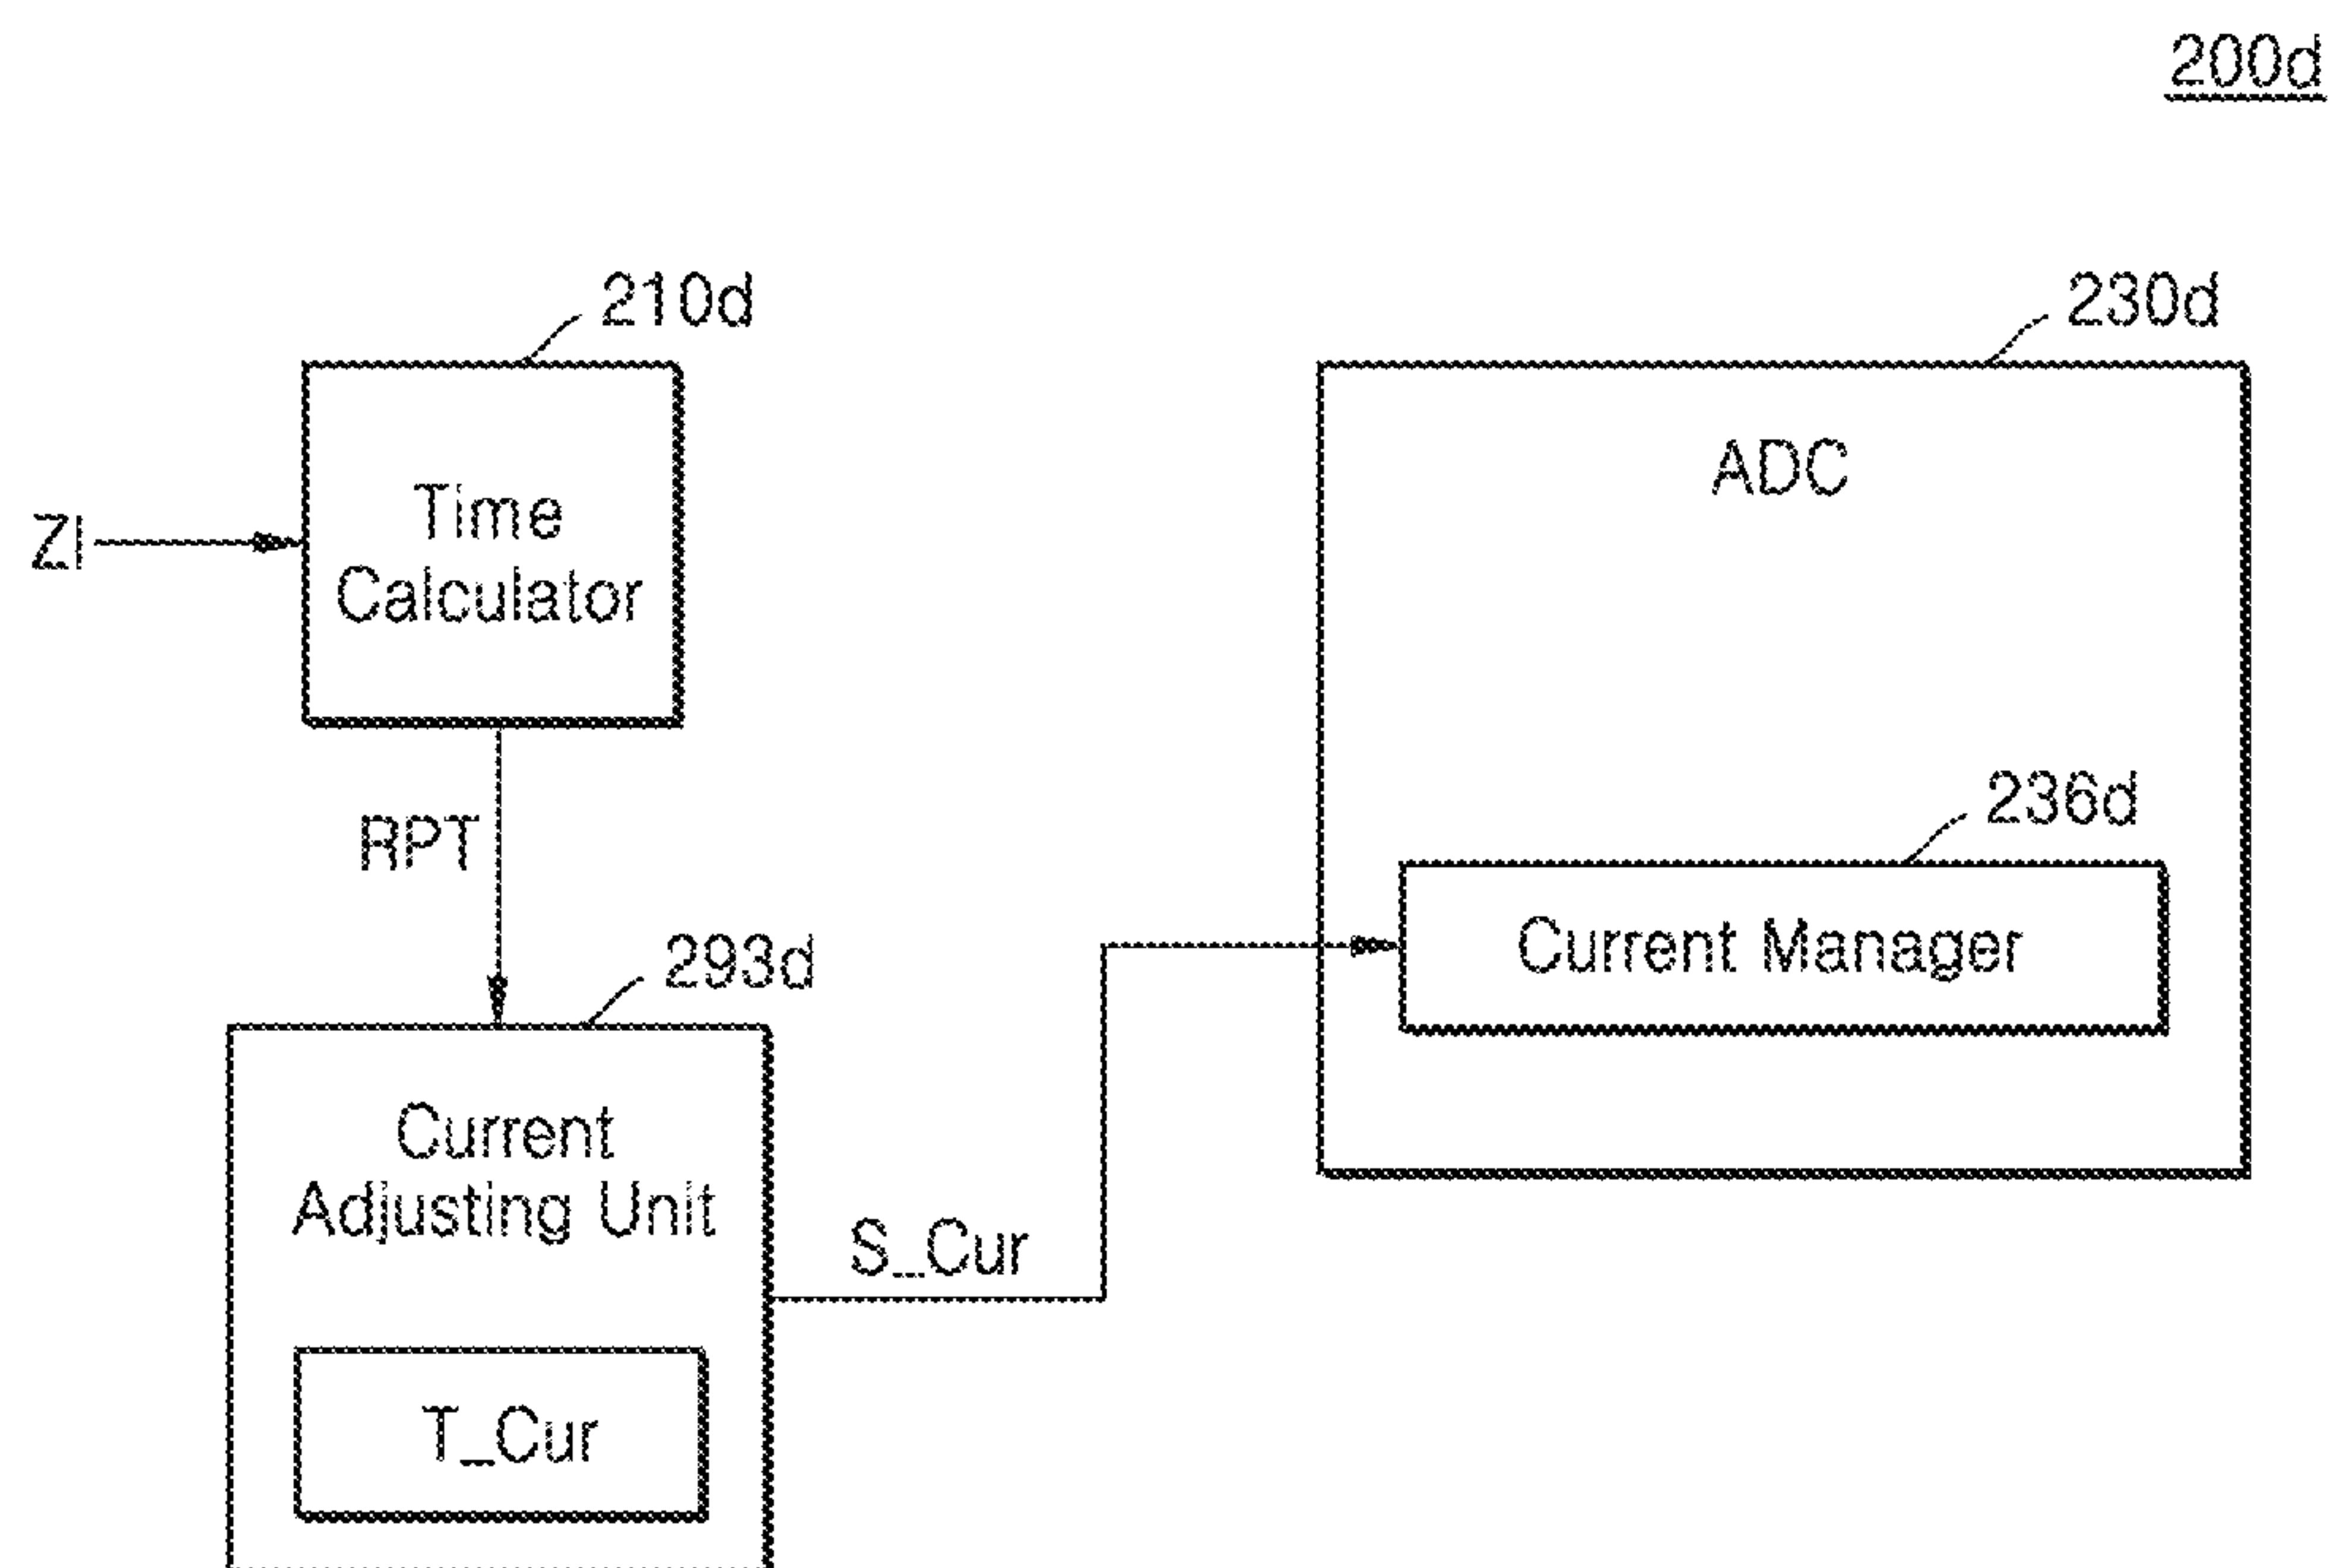 200d
210d
230d
Time
Calculator
ADC
ZI
RPT
236d
Current Manager
293d
Current
Adjusting Unit
S_Cur
T_Cur